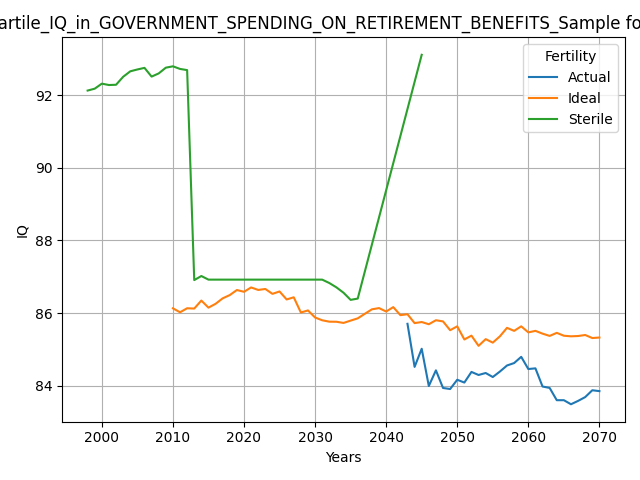 artile_IQ_in_GOVERNMENT_SPENDING_ON_RETIREMENT_BENEFITS_Sample fo
Fertility
Actual
Ideal
Sterile
IQ
92
90
88
86
84
2000 2010 2020 2030 2040 2050 2060 2070
Years